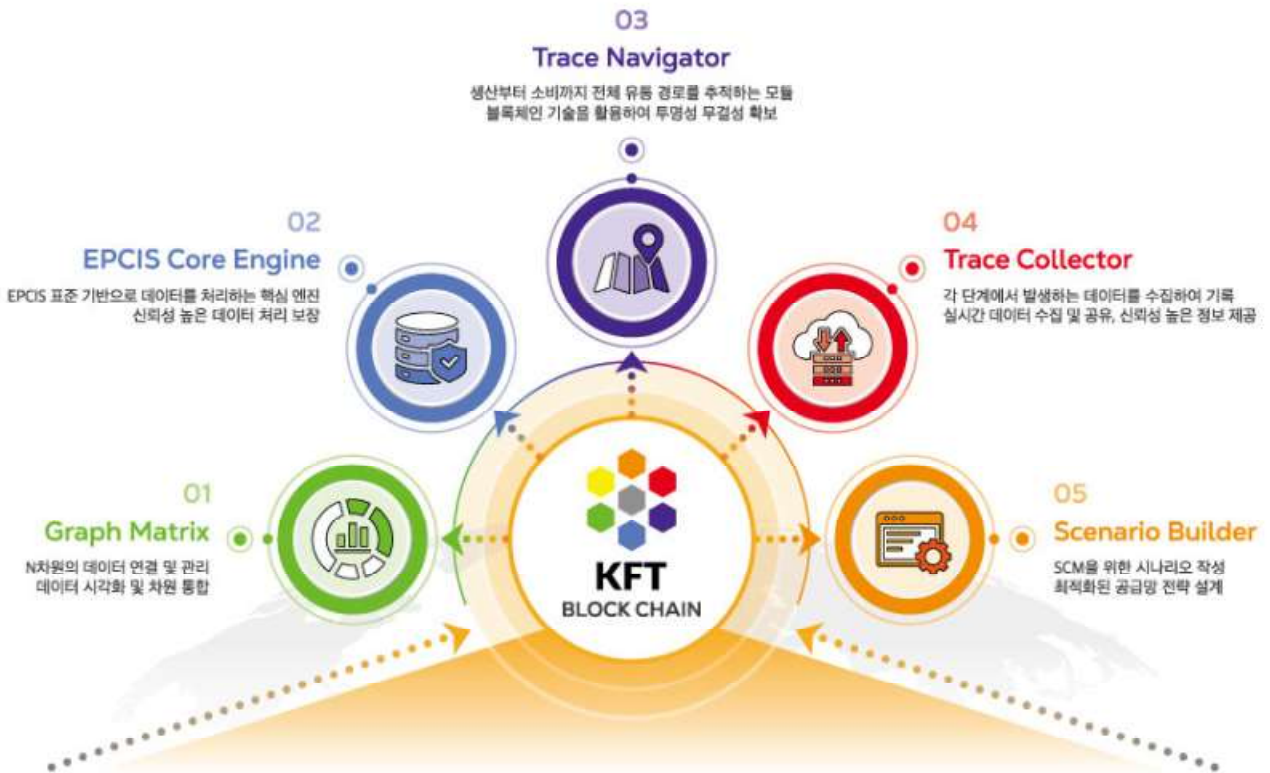 03
Trace Navigator
생산부터 소비까지 전체 유통 경로를 추적하는 모듈
블록체인 기술을 활용하여 투명성 무결성 확보
02
EPCIS Core Engine
EPCIS 표준 기반으로 데이터를 처리하는 핵심 엔진
신뢰성 높은 데이터 처리 보장
04
Trace Collector
각 단계에서 발생하는 데이터를 수집하여 기록
실시간 데이터 수집 및 공유, 신뢰성 높은 정보 제공
01
Graph Matrix
N차원의 데이터 연결 및 관리
데이터 시각화 및 차원 통합
KFT
BLOCK CHAIN
05
Scenario Builder
SCM을 위한 시나리오 작성
최적화된 공급망 전략 설계